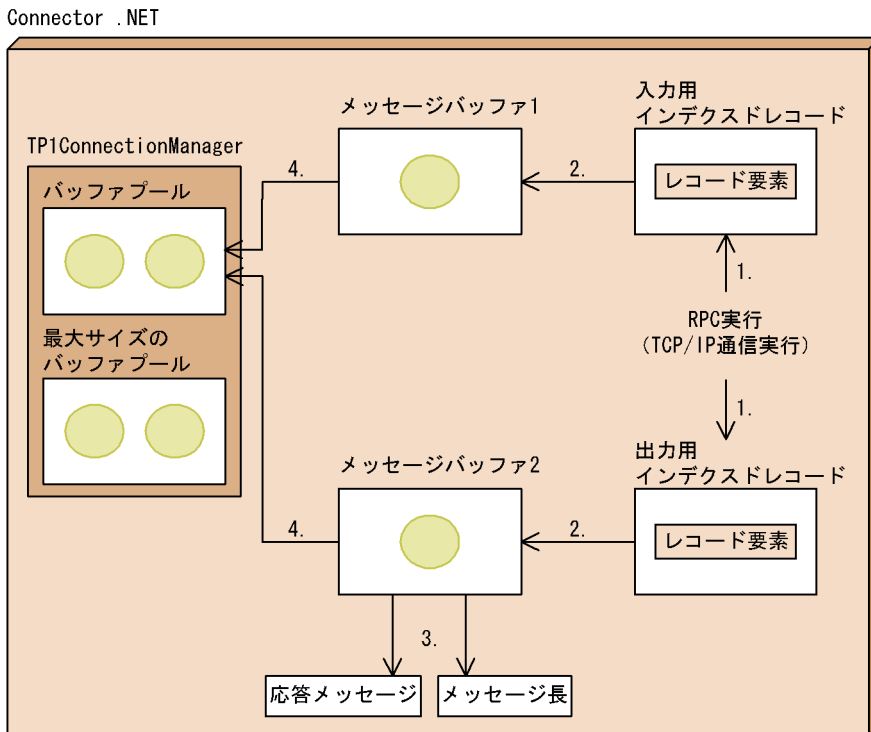 Connector .NET
メッセージバッファ1
入力用
インデクスドレコード
TP1ConnectionManager
4.
2.
レコード要素
バッファプール
1.
RPC実行
(TCP/IP通信実行)
最大サイズの
バッファプール
1.
メッセージバッファ2
出力用
インデクスドレコード
4.
2.
レコード要素
3.
応答メッセージ
メッセージ長